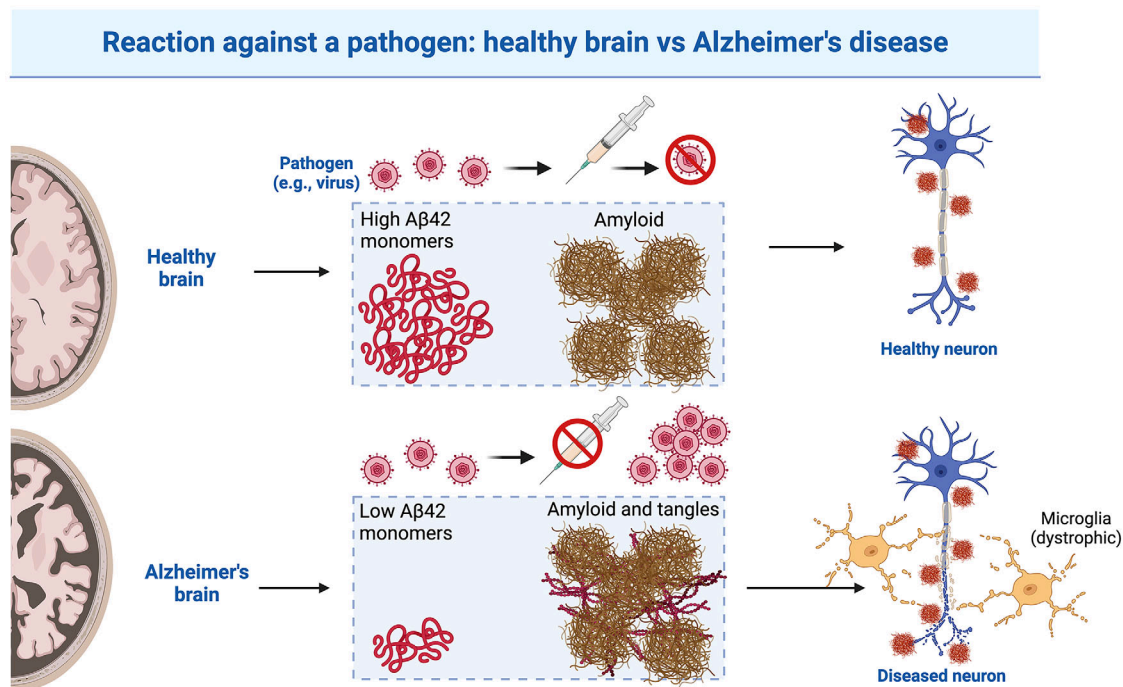 Reaction against a pathogen: healthy brain vs Alzheimer's disease
Pathogen
(e.g., virus)
High Aβ42
monomers
Amyloid
Healthy
brain
Healthy neuron
Low Aβ42
monomers
Amyloid and tangles
Microglia
(dystrophic)
Alzheimer's
brain
Diseased neuron